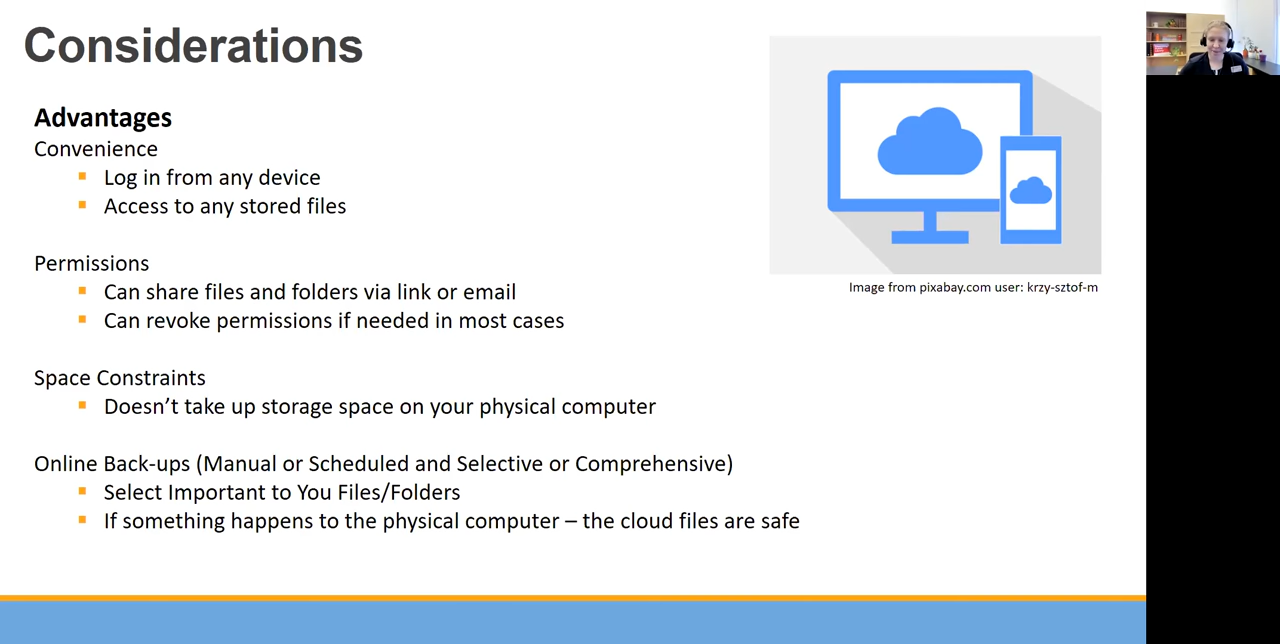 Considerations
Advantages
Convenience
Log in from any device
Access to any stored files
Permissions
Can share files and folders via link or email
Can revoke permissions if needed in most cases
Space Constraints
Doesn’t take up storage space on your physical computer
Online Back-ups (Manual or Scheduled and Selective or Comprehensive)
Select Important to You Files/Folders
If something happens to the physical computer – the cloud files are safe
Image from pixabay.com user: krzy-sztof-m